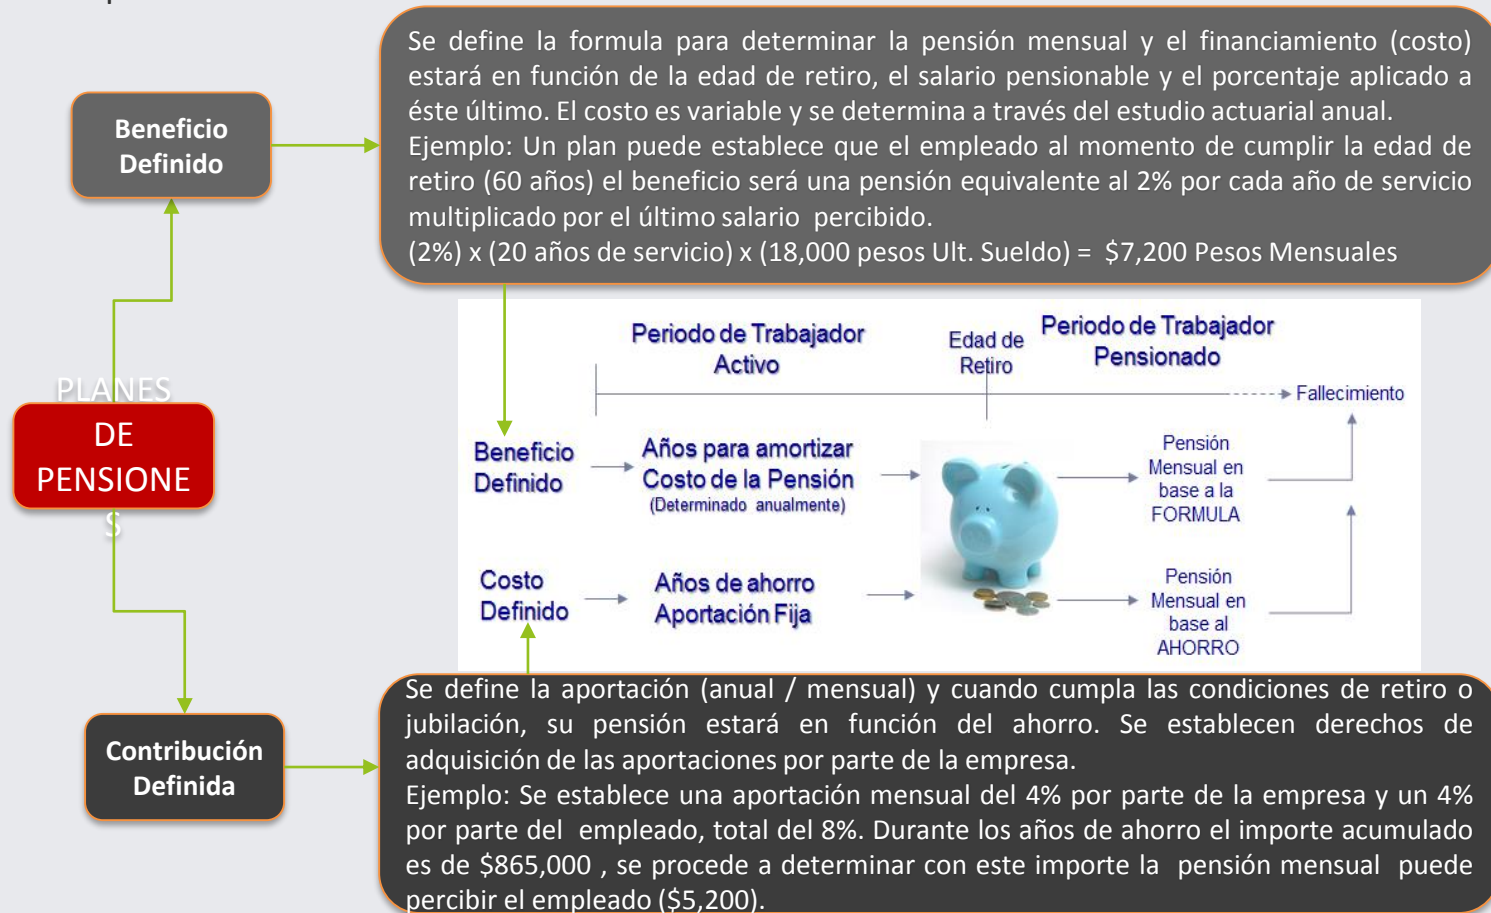 Se define la formula para determinar la pensión mensual y el financiamiento (costo)
estará en función de la edad de retiro, el salario pensionable y el porcentaje aplicado a
éste último. El costo es variable y se determina a través del estudio actuarial anual.
Ejemplo: Un plan puede establece que el empleado al momento de cumplir la edad de
retiro (60 años) el beneficio será una pensión equivalente al 2% por cada año de servicio
multiplicado por el último salario percibido.
(2%) x (20 años de servicio) x (18,000 pesos Ult. Sueldo) = $7,200 Pesos Mensuales
Beneficio
Definido
PLANES
DE
PENSIONE
S
Periodo de Trabajador
Activo
Edad de
Retiro
Periodo de Trabajador
Pensionado
Fallecimiento
Beneficio
Definido
Años para amortizar
Costo de la Pensión
(Determinado anualmente)
Pensión
Mensual en
base a la
FORMULA
Costo
Definido
Años de ahorro
Aportación Fija
Pensión
Mensual en
base al
AHORRO
Contribución
Definida
Se define la aportación (anual / mensual) y cuando cumpla las condiciones de retiro o
jubilación, su pensión estará en función del ahorro. Se establecen derechos de
adquisición de las aportaciones por parte de la empresa.
Ejemplo: Se establece una aportación mensual del 4% por parte de la empresa y un 4%
por parte del empleado, total del 8%. Durante los años de ahorro el importe acumulado
es de $865,000 , se procede a determinar con este importe la pensión mensual puede
percibir el empleado ($5,200).